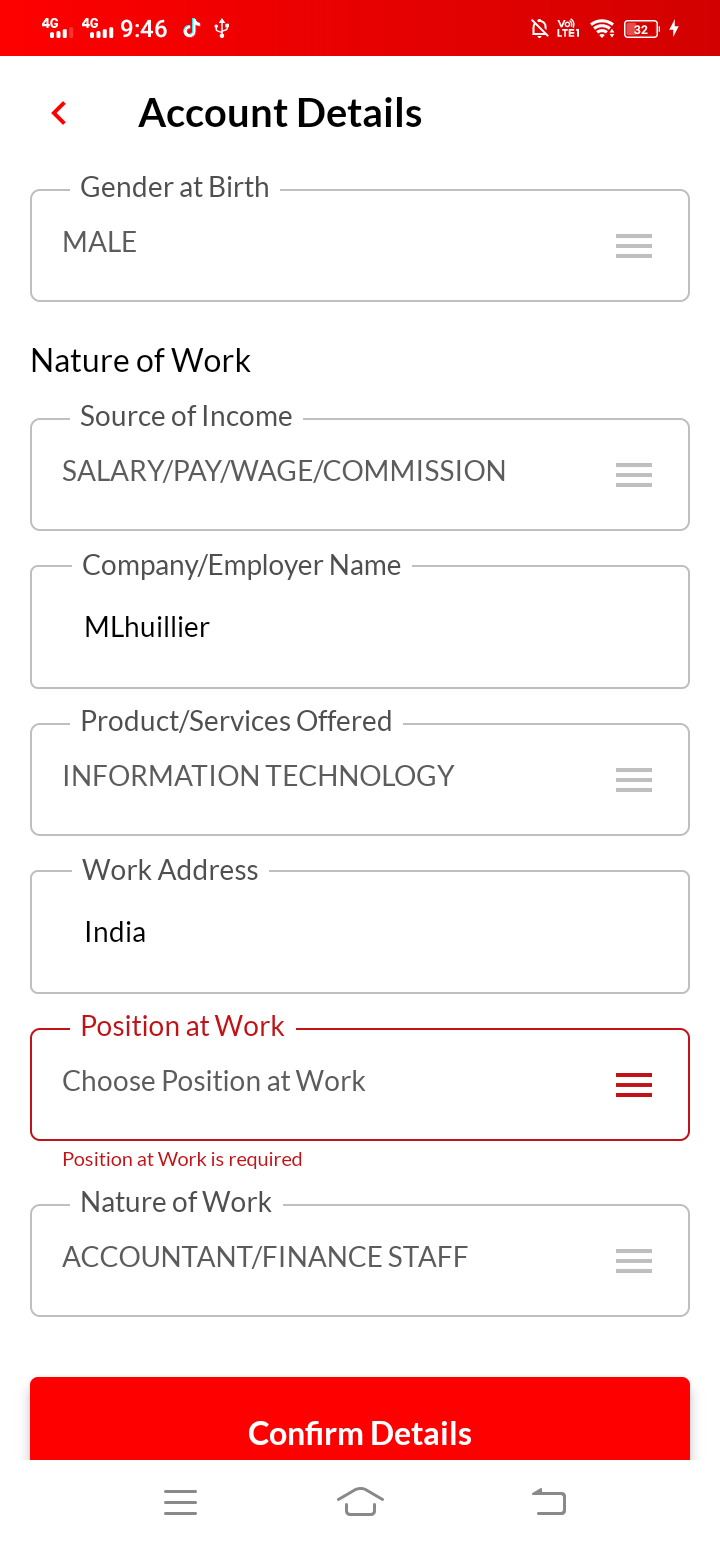 4G 4G 9:46 VoI) LTE1 32
Account Details
Gender at Birth
MALE
Nature of Work
Source of Income
SALARY/PAY/WAGE/COMMISSION
Company/Employer Name
MLhuillier
Product/Services Offered
INFORMATION TECHNOLOGY
Work Address
India
Position at Work
Choose Position at Work
Position at Work is required
Nature of Work
ACCOUNTANT/FINANCE STAFF
Confirm Details